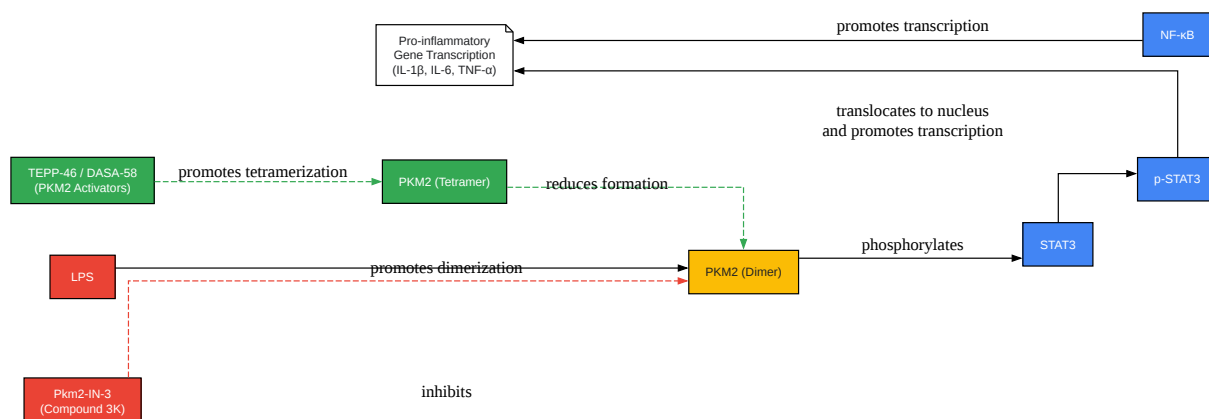 promotes transcription
NF-κB
Pro-inflammatory
Gene Transcription
(IL-1β, IL-6, TNF-α)
translocates to nucleus
and promotes transcription
TEPP-46 / DASA-58
(PKM2 Activators)
promotes tetramerization
PKM2 (Tetramer)
reduces formation
p-STAT3
phosphorylates
STAT3
LPS
promotes dimerization
PKM2 (Dimer)
Pkm2-IN-3
(Compound 3K)
inhibits